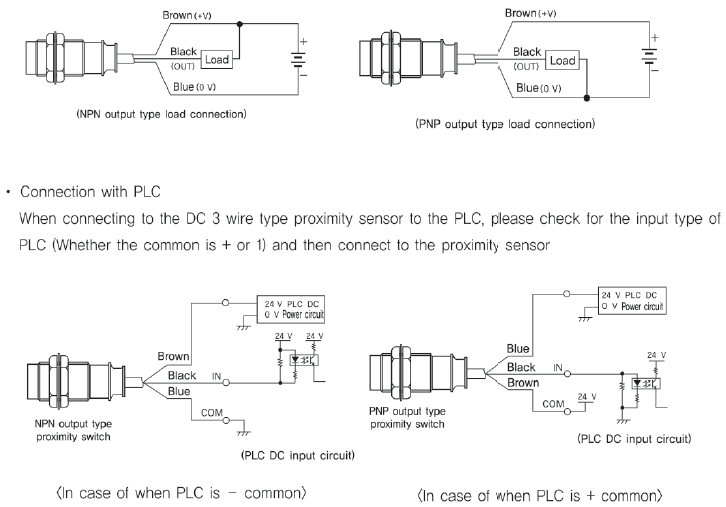 Brown(+V)
Black
(OUT)
Load
Blue(0 V)
(NPN output type load connection)
Brown(+V)
Black
(OUT)
Load
Blue(0 V)
(PNP output type load connection)
• Connection with PLC
When connecting to the DC 3 wire type proximity sensor to the PLC, please check for the input type of
PLC (Whether the common is + or 1) and then connect to the proximity sensor
24 V PLC DC
0 V Power circuit
24 V 24 V
Brown
Black IN
Blue
COM
NPN output type
proximity switch
(PLC DC input circuit)
〈In case of when PLC is - common〉
24 V PLC DC
0 V Power circuit
24 V
Blue
Black IN
Brown
COM 24 V
PNP output type
proximity switch
(PLC DC input circuit)
〈In case of when PLC is + common〉